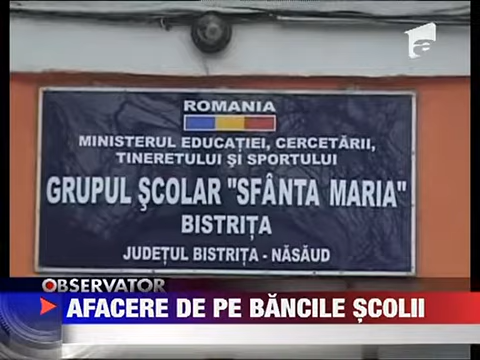 ROMANIA
MINISTERUL EDUCAȚIEI, CERCETĂRII,
TINERETULUI ȘI SPORTULUI
GRUPUL ŞCOLAR "SFÂNTA MARIA"
BISTRIȚA
JUDEȚUL BISTRIȚA - NĂSĂUD
OBSERVATOR
AFACERE DE PE BĂNCILE ȘCOLII